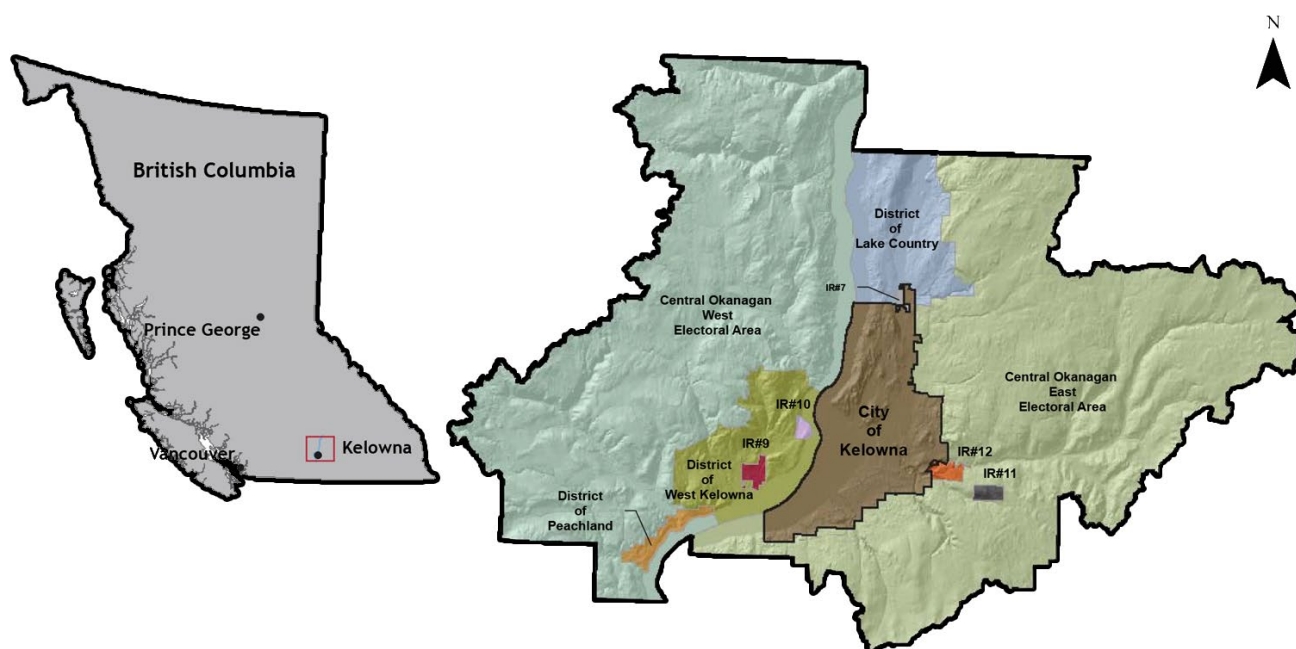 N
British Columbia
Prince George
Vancouver
Kelowna
District
of
Lake Country
IR#7
Central Okanagan
West
Electoral Area
Central Okanagan
East
Electoral Area
City
of
Kelowna
IR#10
IR#9
IR#12
IR#11
District
of
West Kelowna
District
of
Peachland